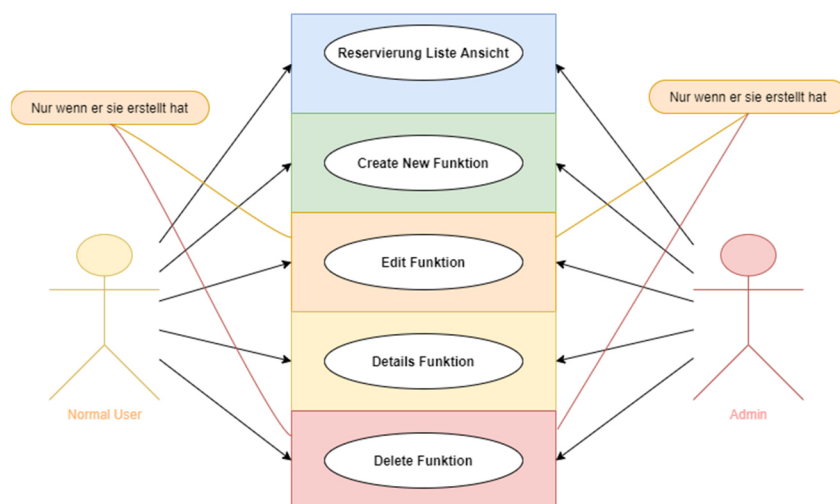 Reservierung Liste Ansicht
Nur wenn er sie erstellt hat
Nur wenn er sie erstellt hat
Create New Funktion
Edit Funktion
Details Funktion
Normal User
Admin
Delete Funktion